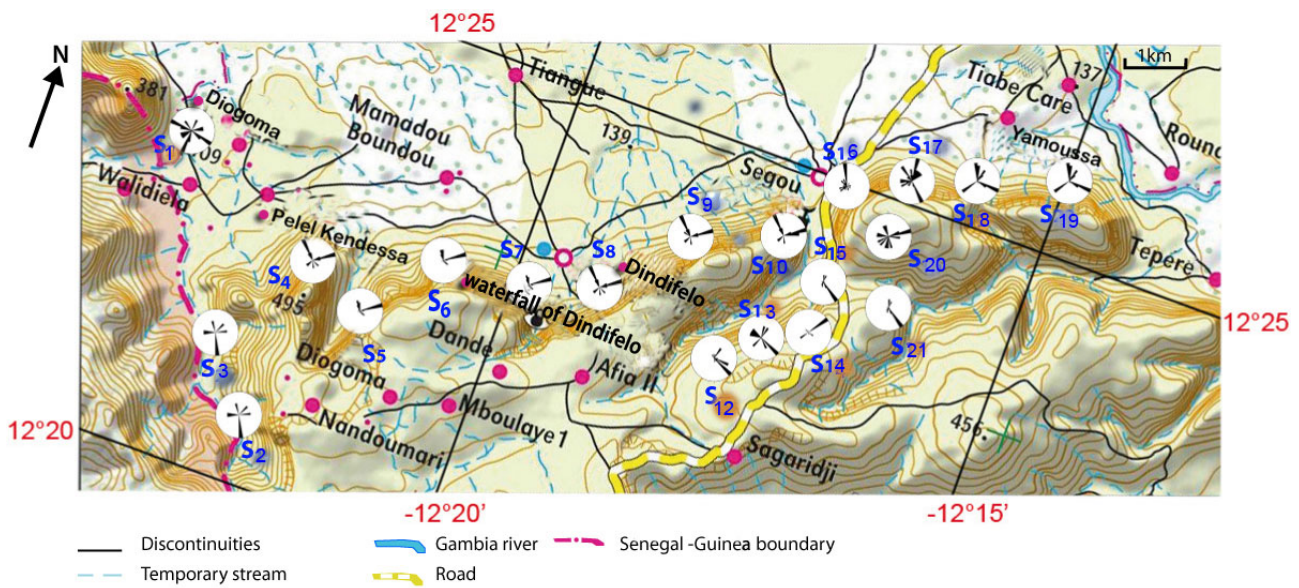 12°25
N
1km
381
Diogoma
Mamadou
Boundou
Tiangue
139
Tiabe Care
137
Yamoussa
S1
09
Walidiela
Pelel Kendessa
Segou
S16
S17
S18
S19
Roun
Tepere
S4
495
S6
S7
S8
S9
S10
S15
S20
Dindifelo
waterfall of Dindifelo
S3
Diogoma
S5
Dande
Afia II
S13
S14
S21
S12
12°25
12°20
S2
Nandoumari
Mboulaye 1
Sagaridji
456
-12°20’
-12°15’
Discontinuities
Gambia river
Senegal -Guinea boundary
Temporary stream
Road